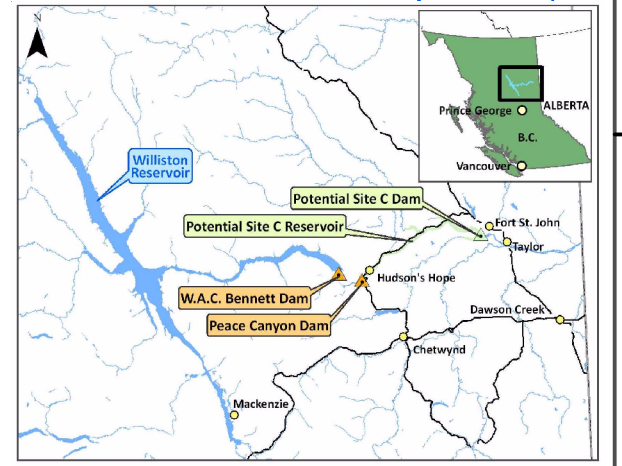 N
ALBERTA
Prince George
B.C.
Vancouver
Williston
Reservoir
Potential Site C Dam
Potential Site C Reservoir
Fort St. John
Taylor
Hudson's Hope
W.A.C. Bennett Dam
Peace Canyon Dam
Dawson Creek
Chetwynd
Mackenzie